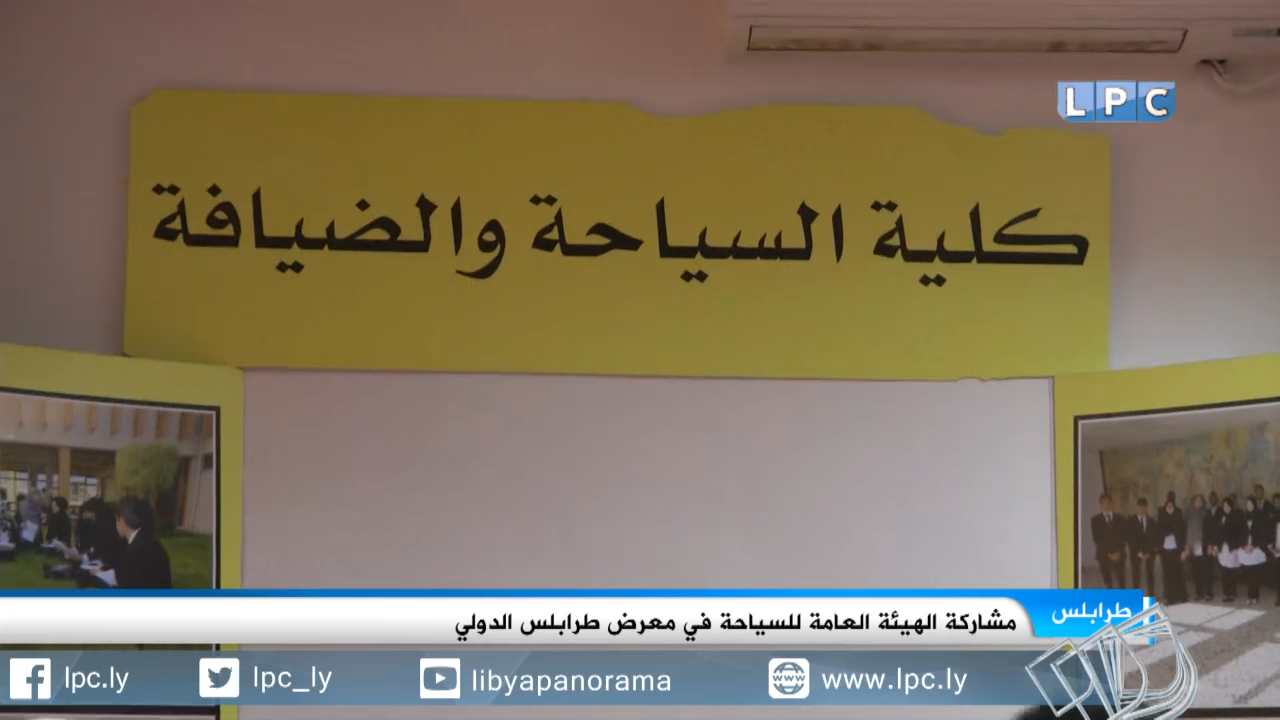 LPC
كلية السياحة والضيافة
طرابلس
مشاركة الهيئة العامة للسياحة في معرض طرابلس الدولي
lpc.ly
lpc_ly
libyapanorama
www.lpc.ly